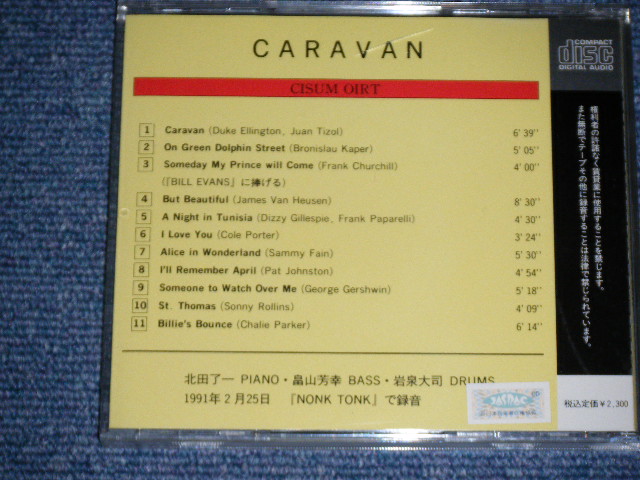 CARAVAN
COMPACT
disc
DIGITAL AUDIO
CISUM OIRT
1 Caravan (Duke Ellington, Juan Tizol) 6' 39''
2 On Green Dolphin Street (Bronislau Kaper) 5' 05''
3 Someday My Prince will Come (Frank Churchill) 4' 00''
(『BILL EVANS』に捧げる)
4 But Beautiful (James Van Heusen) 8' 30''
5 A Night in Tunisia (Dizzy Gillespie, Frank Paparelli) 4' 30''
6 I Love You (Cole Porter) 3' 24''
7 Alice in Wonderland (Sammy Fain) 5' 30''
8 I'll Remember April (Pat Johnston) 4' 54''
9 Someone to Watch Over Me (George Gershwin) 5' 18''
10 St. Thomas (Sonny Rollins) 4' 09''
11 Billie's Bounce (Chalie Parker) 6' 14''
北田了一 PIANO・畠山芳幸 BASS・岩泉大司 DRUMS
1991年2月25日 『NONK TONK』で録音
JASRAC
権利者の許諾なく賃貸業に使用することを禁じます。
また無断でテープその他に録音することは法律で禁じられています。
税込定価¥2,300